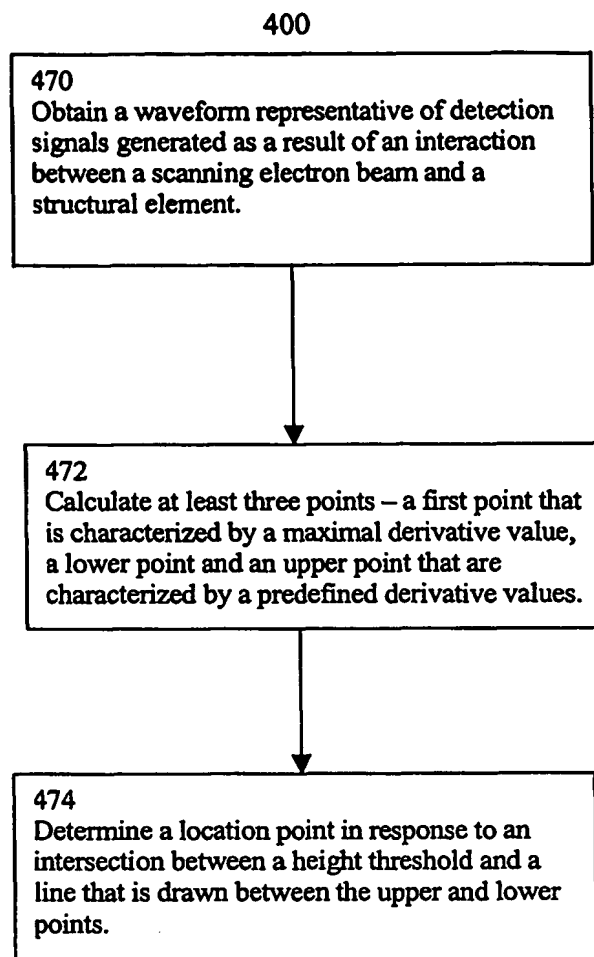 400
470
Obtain a waveform representative of detection
signals generated as a result of an interaction
between a scanning electron beam and a
structural element.
472
Calculate at least three points – a first point that
is characterized by a maximal derivative value,
a lower point and an upper point that are
characterized by a predefined derivative values.
474
Determine a location point in response to an
intersection between a height threshold and a
line that is drawn between the upper and lower
points.